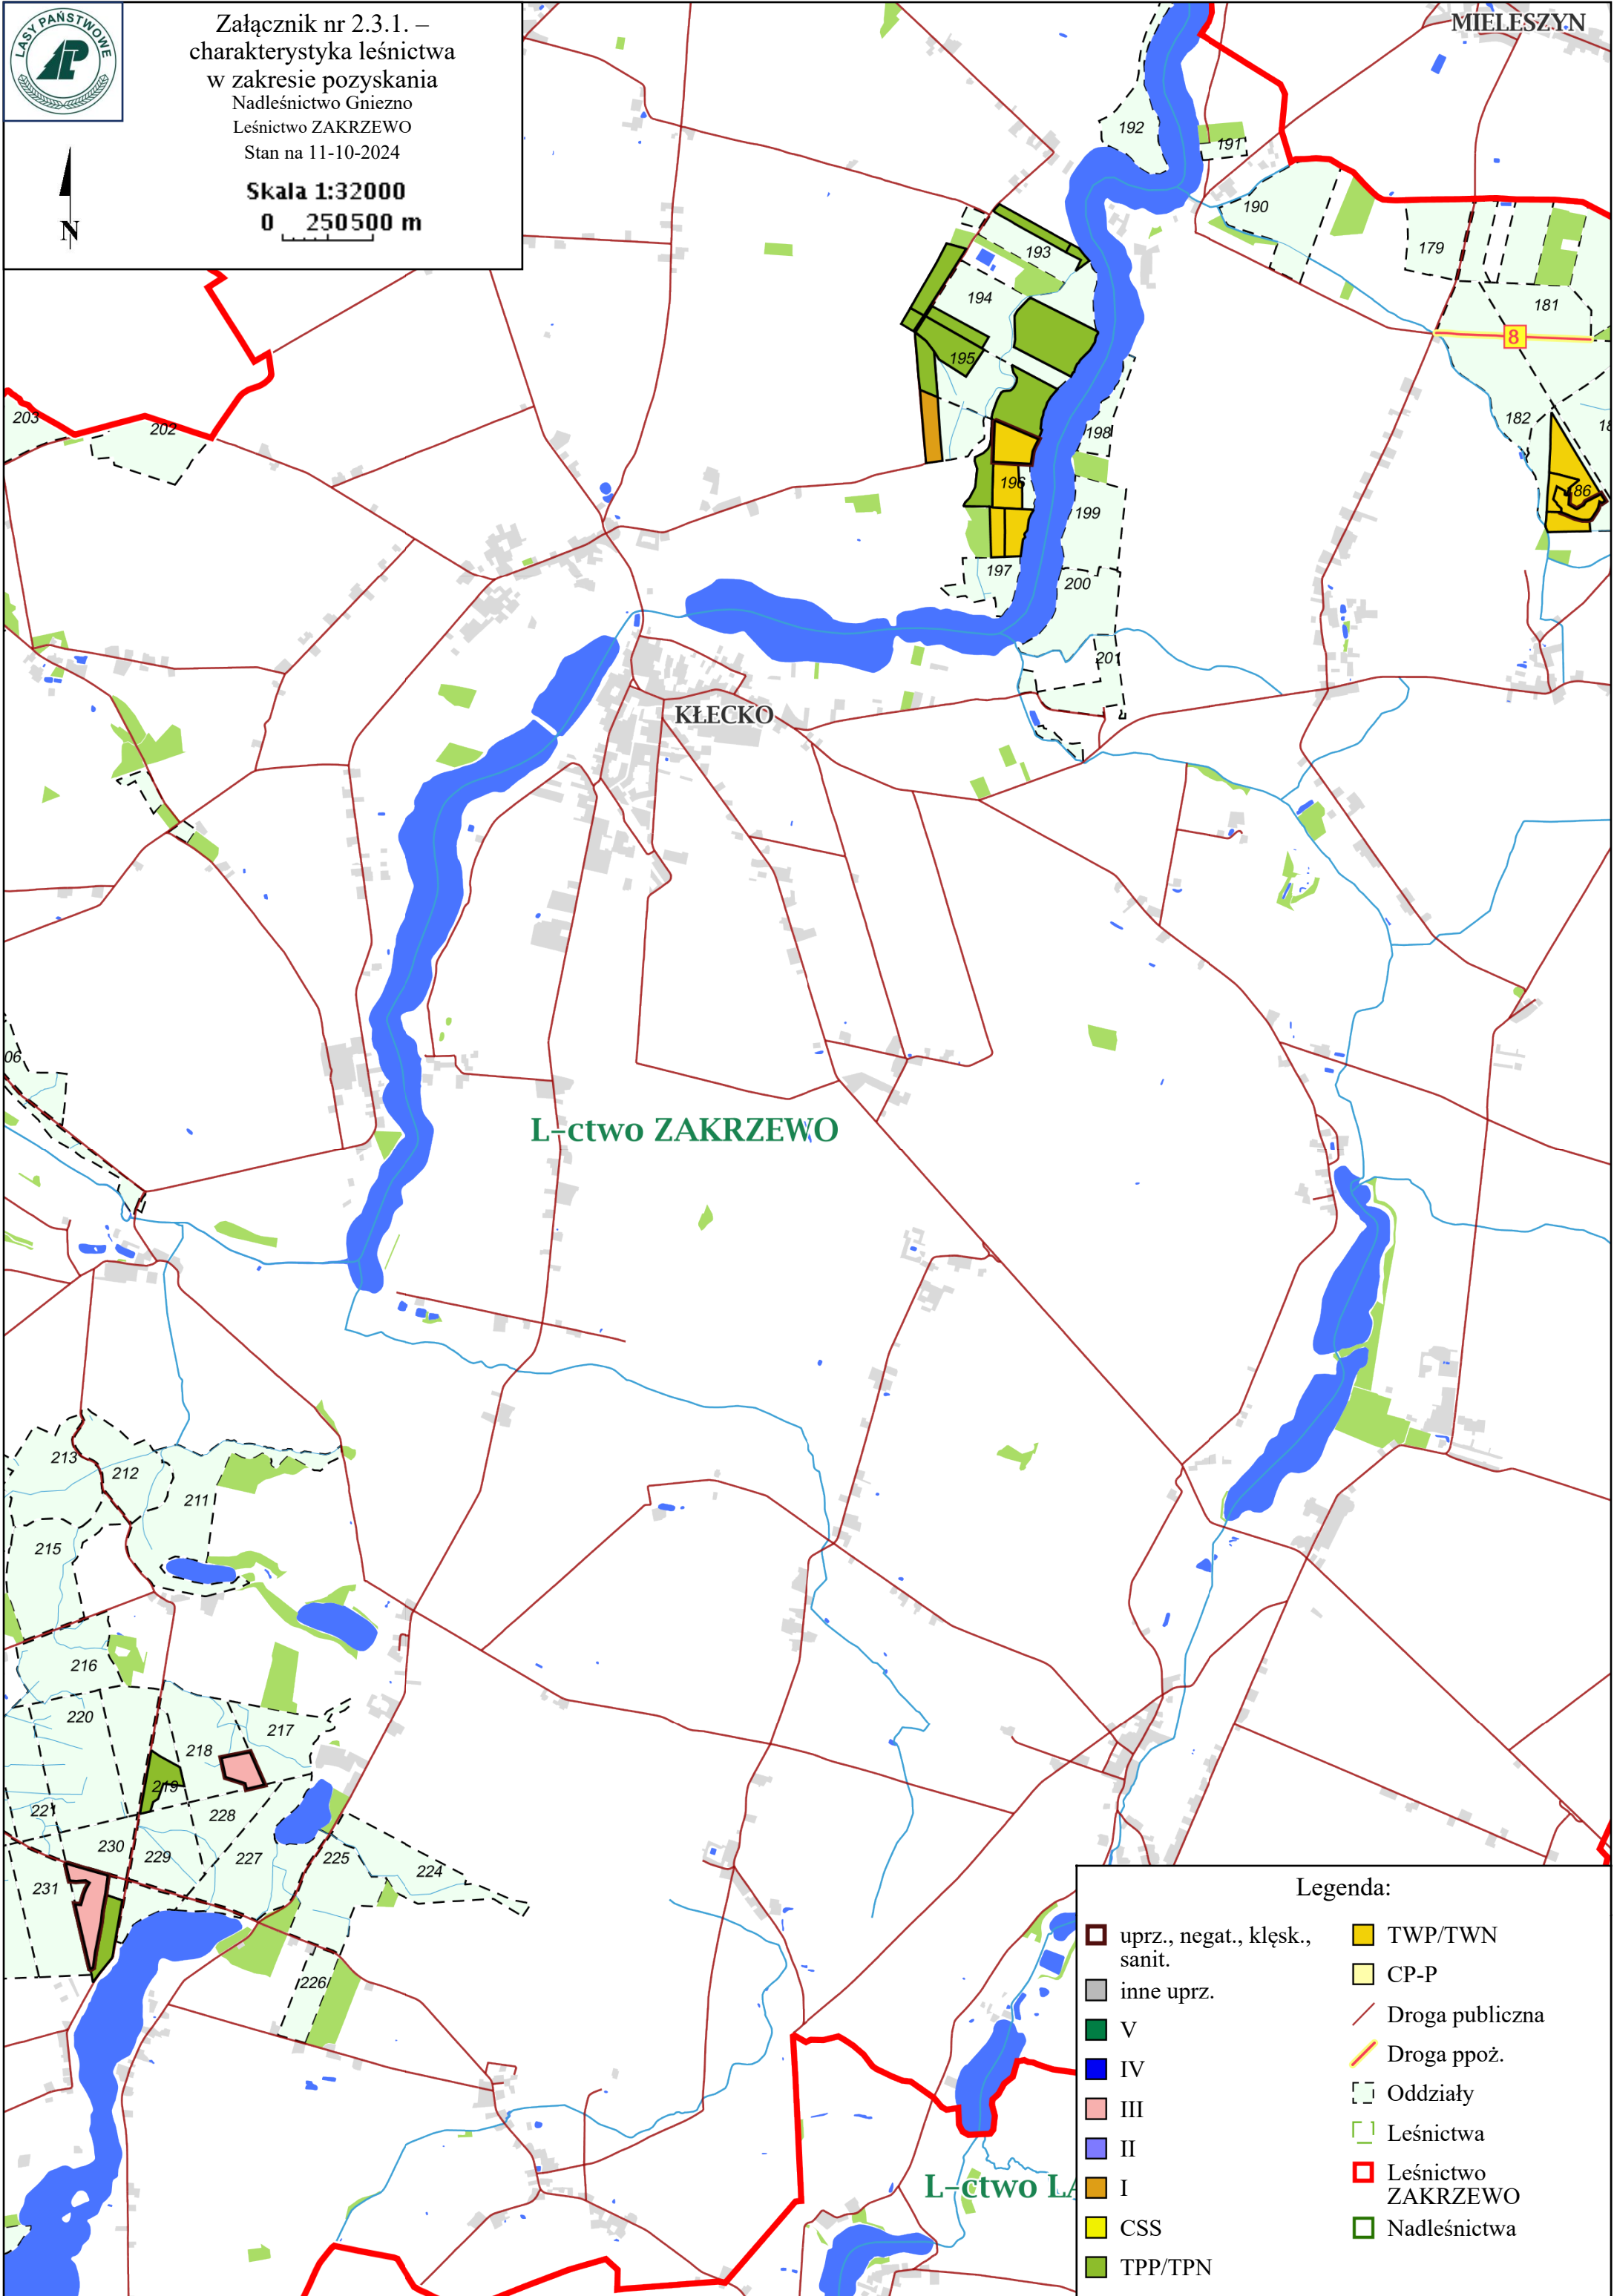 LASY PAŃSTWOWE
Załącznik nr 2.3.1. –
charakterystyka leśnictwa
w zakresie pozyskania
Nadleśnictwo Gniezno
Leśnictwo ZAKRZEWO
Stan na 11-10-2024
Skala 1:32000
0 250500 m
N
MIELESZYN
192
191
190
193
179
194
181
8
195
203
202
198
182
196
186
199
197
200
201
KŁECKO
06
L-ctwo ZAKRZEWO
213
212
211
215
216
220
217
218
219
221
228
230
229
227
225
224
231
226
L-ctwo LA
Legenda:
uprz., negat., klęsk.,
sanit.
inne uprz.
V
IV
III
II
I
CSS
TPP/TPN
TWP/TWN
CP-P
Droga publiczna
Droga ppoż.
Oddziały
Leśnictwa
Leśnictwo
ZAKRZEWO
Nadleśnictwa